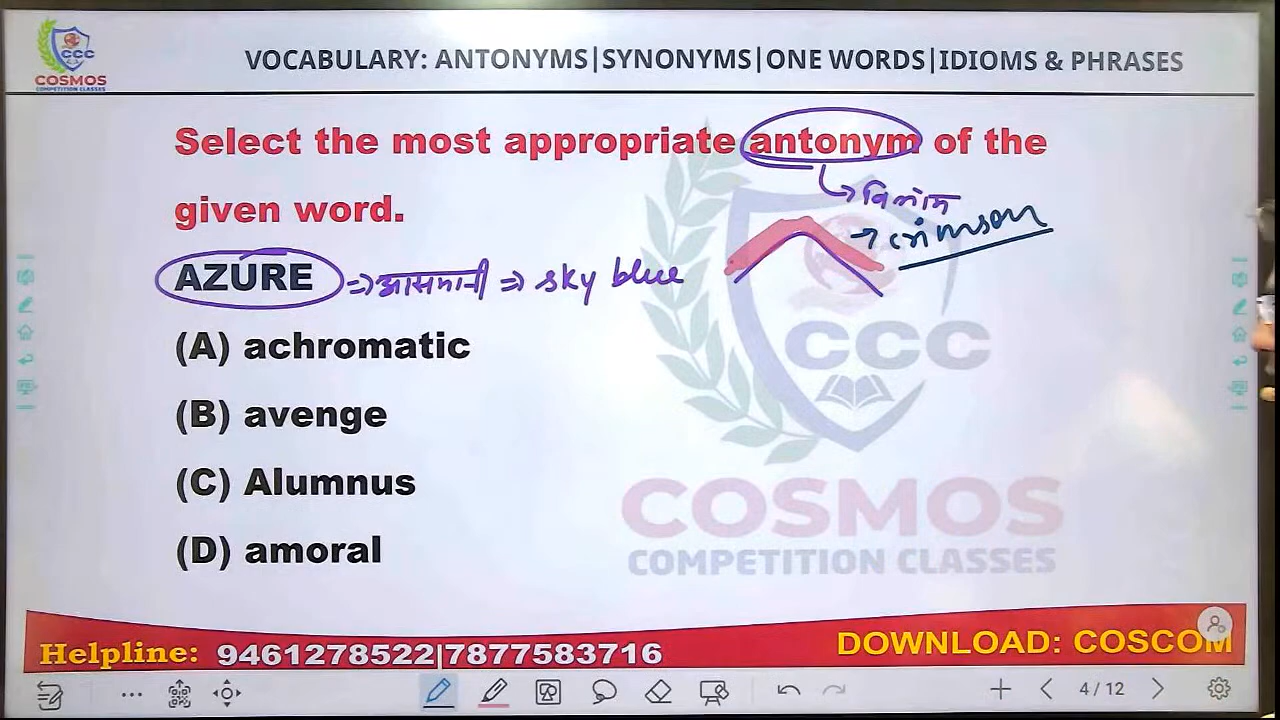 CCC
COSMOS
COMPETITION CLASSES
VOCABULARY: ANTONYMS|SYNONYMS|ONE WORDS|IDIOMS & PHRASES
Select the most appropriate antonym of the
given word.
→ विलोम
→ crimson
AZURE ⇒ आसमानी ⇒ sky blue
(A) achromatic
(B) avenge
(C) Alumnus
(D) amoral
CCC
COSMOS
COMPETITION CLASSES
Helpline: 9461278522|7877583716
DOWNLOAD: COSCOM
4/12